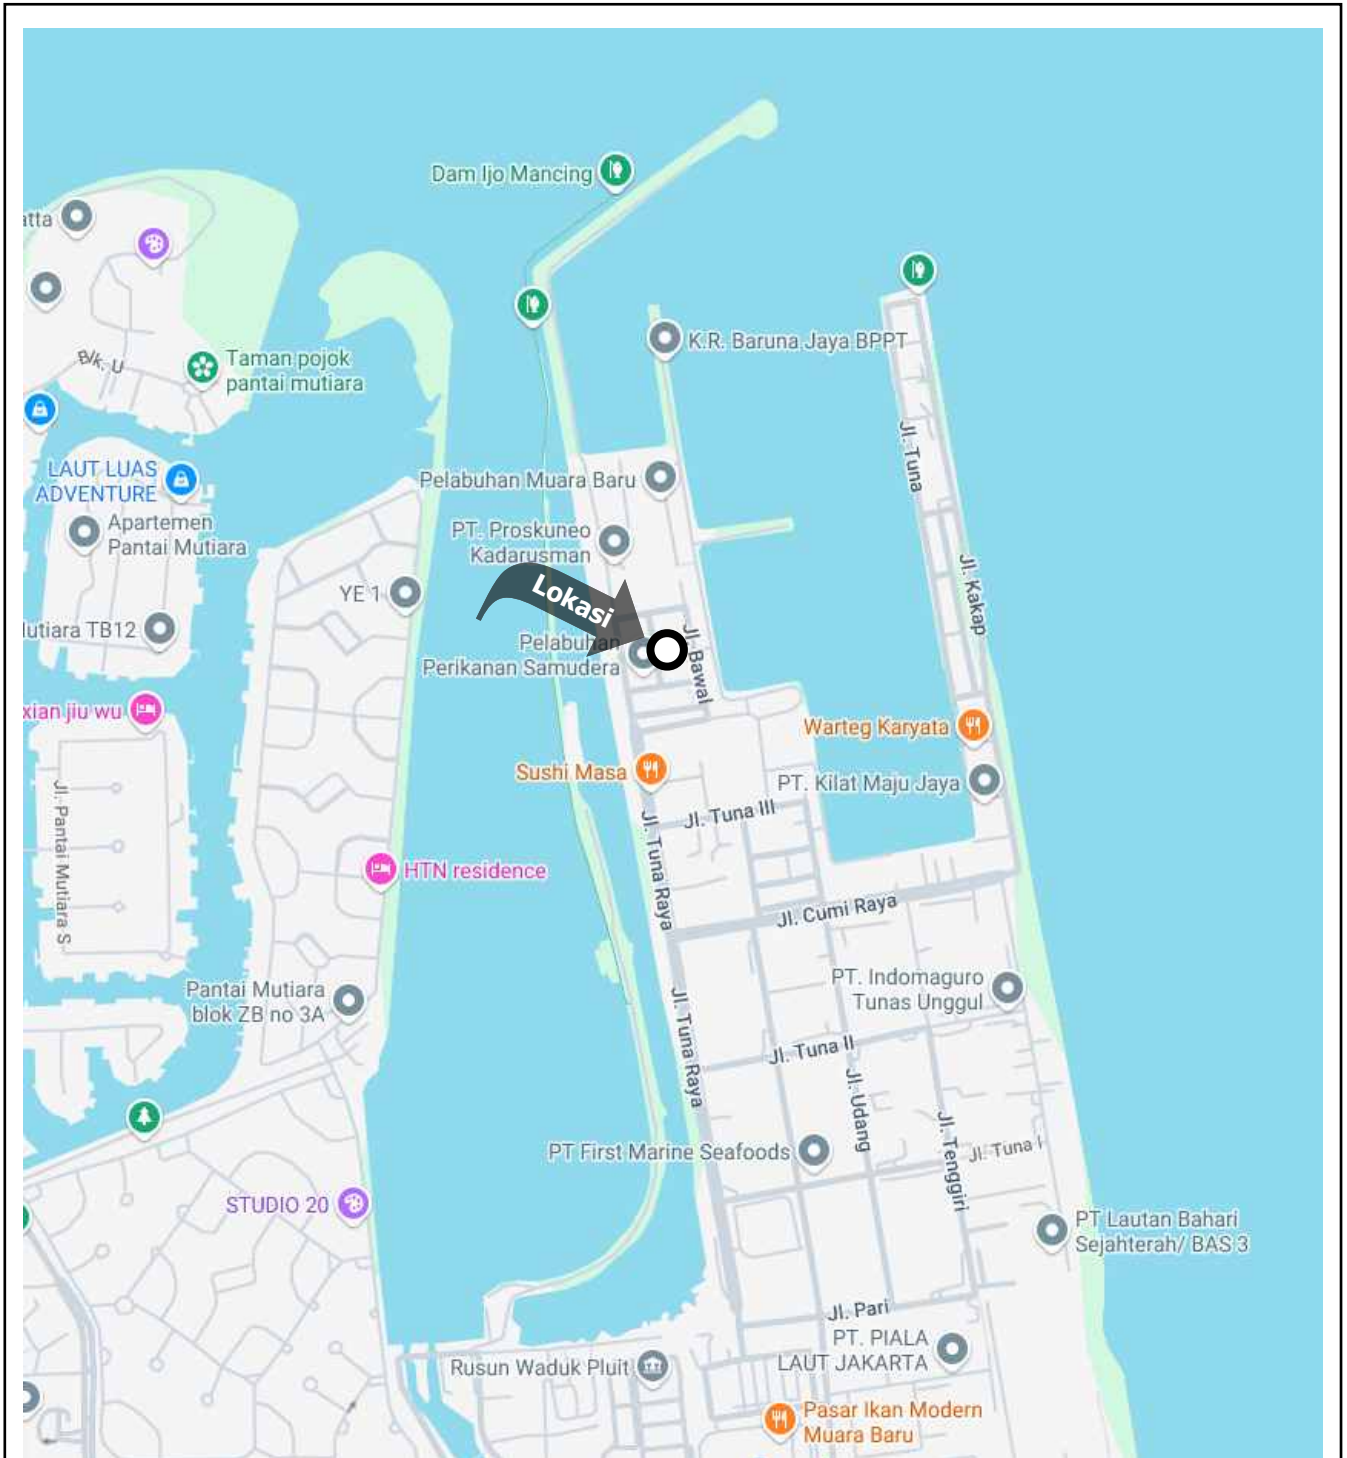 Dam Ijo Mancing
atta
K.R. Baruna Jaya BPPT
Blk. U
Taman pojok
pantai mutiara
Jl. Tuna
LAUT LUAS
ADVENTURE
Pelabuhan Muara Baru
Apartemen
Pantai Mutiara
PT. Proskuneo
Kadarusman
Jl. Kakap
YE 1
Lokasi
Iutiara TB12
Pelabuhan
Perikanan Samudera
Jl. Bawal
xian jiu wu
Warteg Karyata
Sushi Masa
PT. Kilat Maju Jaya
Jl. Pantai Mutiara S
Jl. Tuna III
Jl. Tuna Raya
HTN residence
Jl. Cumi Raya
Pantai Mutiara
blok ZB no 3A
PT. Indomaguro
Tunas Unggul
Jl. Tuna Raya
Jl. Tuna II
Jl. Udang
PT First Marine Seafoods
Jl. Tenggiri
Jl. Tuna I
STUDIO 20
PT Lautan Bahari
Sejahterah/ BAS 3
Jl. Pari
PT. PIALA
LAUT JAKARTA
Rusun Waduk Pluit
Pasar Ikan Modern
Muara Baru